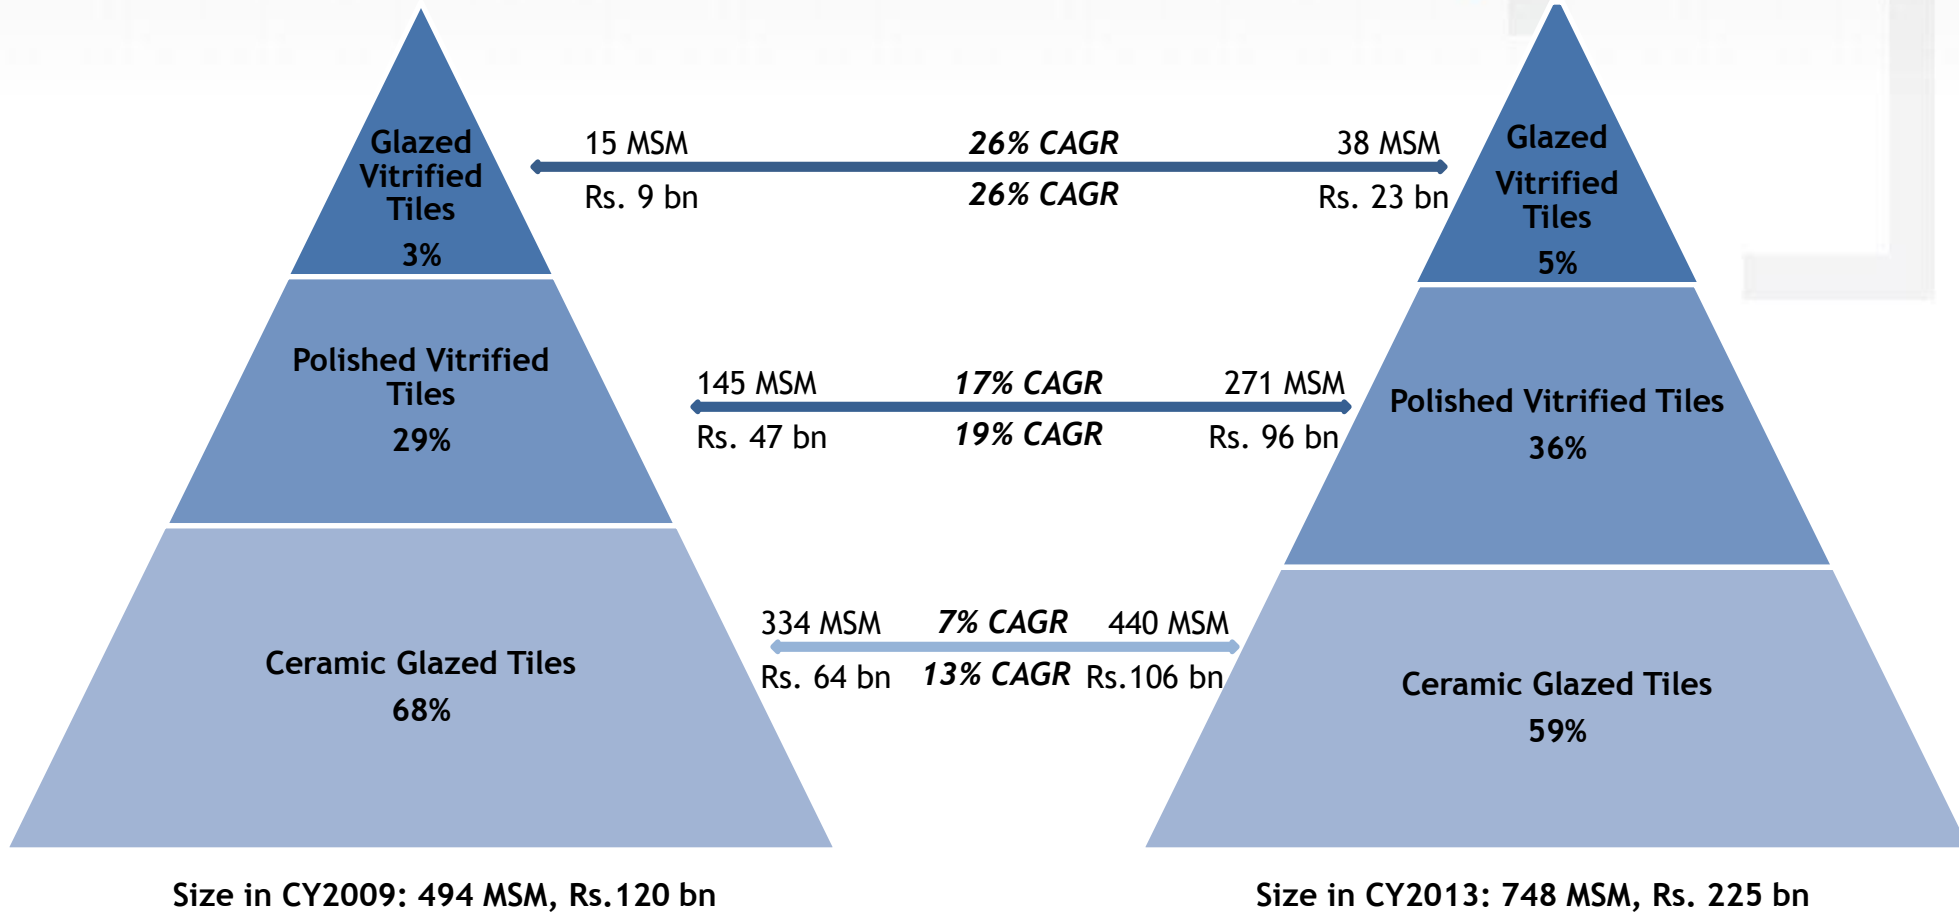 Glazed
Vitrified
Tiles
3%
15 MSM
26% CAGR
38 MSM
Rs. 9 bn
26% CAGR
Rs. 23 bn
Glazed
Vitrified
Tiles
5%
Polished Vitrified
Tiles
29%
145 MSM
17% CAGR
271 MSM
Rs. 47 bn
19% CAGR
Rs. 96 bn
Polished Vitrified Tiles
36%
Ceramic Glazed Tiles
68%
334 MSM
7% CAGR
440 MSM
Rs. 64 bn
13% CAGR
Rs.106 bn
Ceramic Glazed Tiles
59%
Size in CY2009: 494 MSM, Rs.120 bn
Size in CY2013: 748 MSM, Rs. 225 bn